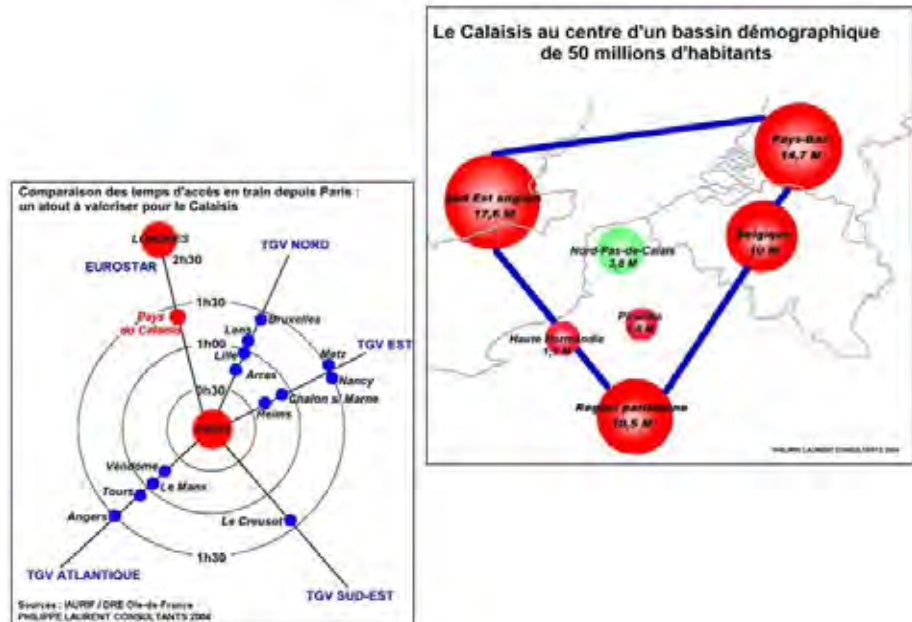 Le Calaisis au centre d'un bassin démographique
de 50 millions d'habitants
Pays-Bas
14,7 M
Sud Est anglais
17,6 M
Belgique
10 M
Nord-Pas-de-Calais
3,8 M
Haute Normandie
Région parisienne
10,5 M
PHILIPPE LAURENT CONSULTANTS 2004
Comparaison des temps d'accès en train depuis Paris :
un atout à valoriser pour le Calaisis
LONDRES
2h30
EUROSTAR
TGV NORD
1h30
Pays
du Calaisis
Bruxelles
Lens
1h00
Lille
Metz
TGV EST
Arras
Nancy
0h30
Chalon s/ Marne
Reims
PARIS
Vendome
Le Mans
Tours
Angers
Le Creusot
1h30
TGV ATLANTIQUE
TGV SUD-EST
Sources : IAURIF / DRE Ile-de-France
PHILIPPE LAURENT CONSULTANTS 2004